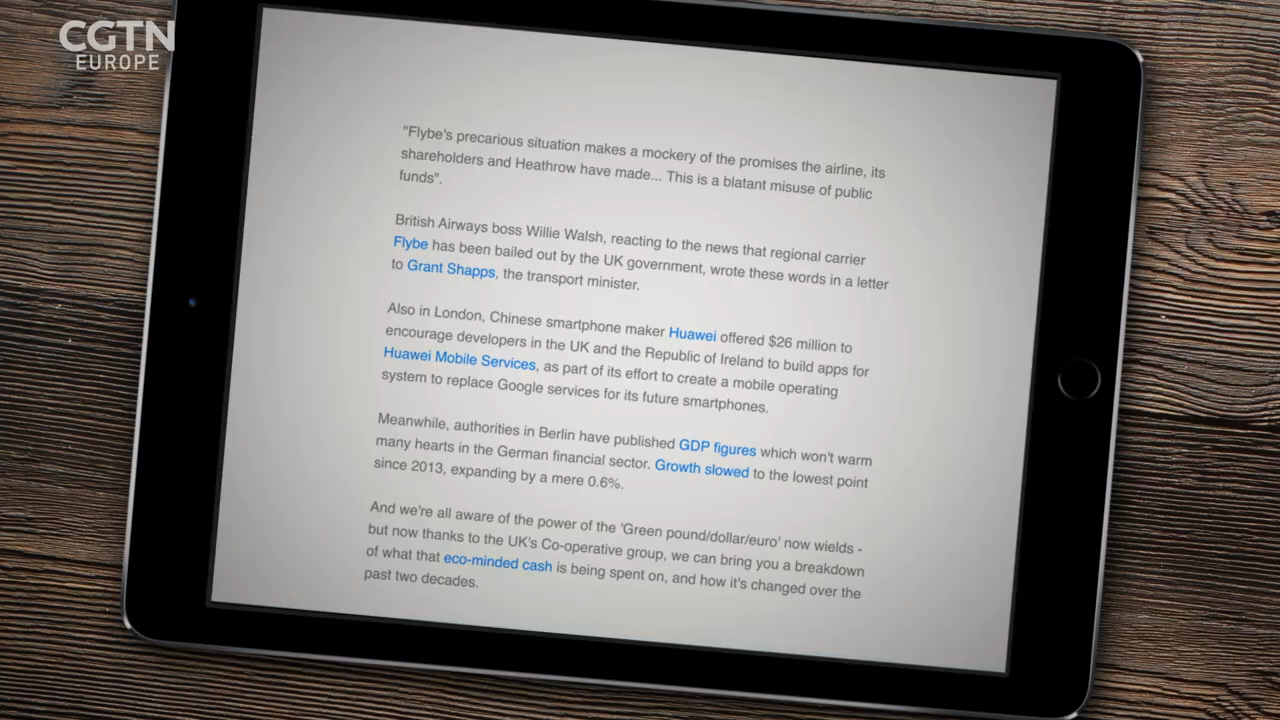 CGTN
EUROPE
"Flybe's precarious situation makes a mockery of the promises the airline, its
shareholders and Heathrow have made... This is a blatant misuse of public
funds".
British Airways boss Willie Walsh, reacting to the news that regional carrier
Flybe has been bailed out by the UK government, wrote these words in a letter
to Grant Shapps, the transport minister.
Also in London, Chinese smartphone maker Huawei offered $26 million to
encourage developers in the UK and the Republic of Ireland to build apps for
Huawei Mobile Services, as part of its effort to create a mobile operating
system to replace Google services for its future smartphones.
Meanwhile, authorities in Berlin have published GDP figures which won't warm
many hearts in the German financial sector. Growth slowed to the lowest point
since 2013, expanding by a mere 0.6%.
And we're all aware of the power of the 'Green pound/dollar/euro' now wields -
but now thanks to the UK's Co-operative group, we can bring you a breakdown
of what that eco-minded cash is being spent on, and how it's changed over the
past two decades.